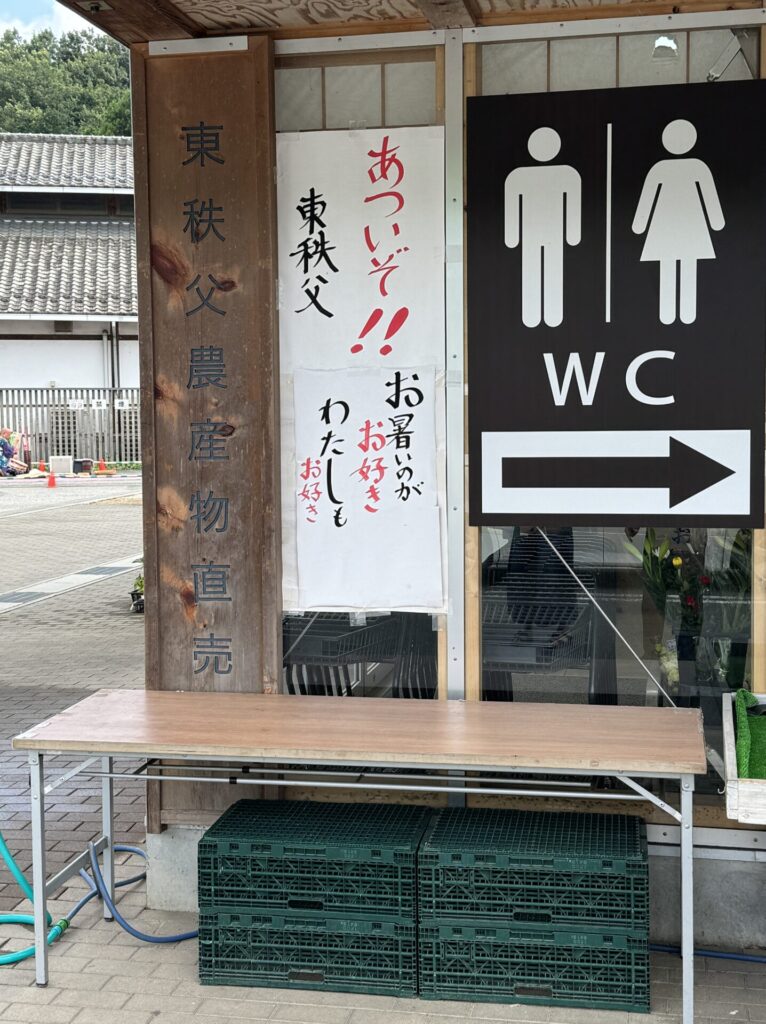 東秩父農産物直売
あついぞ!!
東秩父
お暑いのが
お好き
わたしも
お好き
WC